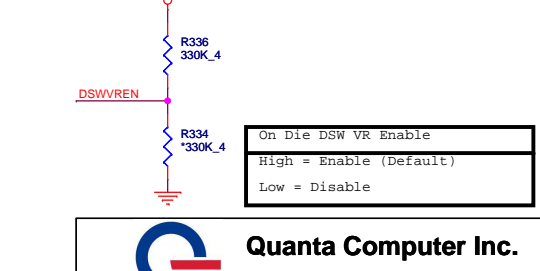 R336
330K_4
DSWVREN
R334
*330K_4
On Die DSW VR Enable
High = Enable (Default)
Low = Disable
Quanta Computer Inc.